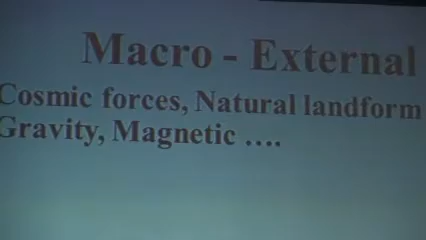 Macro - External
Cosmic forces, Natural landform
Gravity, Magnetic ....